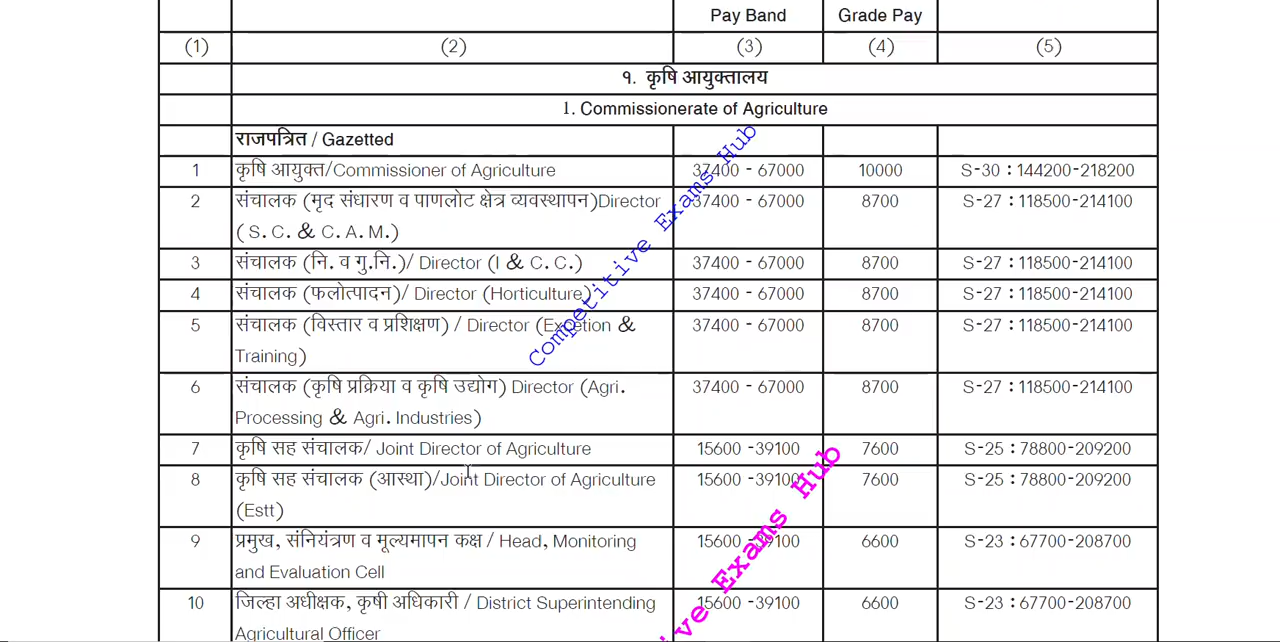 Pay Band Grade Pay
(1) (2) (3) (4) (5)
१. कृषि आयुक्तालय
1. Commissionerate of Agriculture
राजपत्रित / Gazetted
1 कृषि आयुक्त/Commissioner of Agriculture 37400 - 67000 10000 S-30 : 144200-218200
2 संचालक (मृद संधारण व पाणलोट क्षेत्र व्यवस्थापन)Director 37400 - 67000 8700 S-27 : 118500-214100
( S. C. & C. A. M.)
3 संचालक (नि. व गु.नि.)/ Director (I & C. C.) 37400 - 67000 8700 S-27 : 118500-214100
4 संचालक (फलोत्पादन)/ Director (Horticulture) 37400 - 67000 8700 S-27 : 118500-214100
5 संचालक (विस्तार व प्रशिक्षण) / Director (Excetion & 37400 - 67000 8700 S-27 : 118500-214100
Training)
6 संचालक (कृषि प्रक्रिया व कृषि उद्योग) Director (Agri. 37400 - 67000 8700 S-27 : 118500-214100
Processing & Agri. Industries)
7 कृषि सह संचालक/ Joint Director of Agriculture 15600 -39100 7600 S-25 : 78800-209200
8 कृषि सह संचालक (आस्था)/Joint Director of Agriculture 15600 -39100 7600 S-25 : 78800-209200
(Estt)
9 प्रमुख, संनियंत्रण व मूल्यमापन कक्ष / Head, Monitoring 15600 -39100 6600 S-23 : 67700-208700
and Evaluation Cell
10 जिल्हा अधीक्षक, कृषी अधिकारी / District Superintending 15600 -39100 6600 S-23 : 67700-208700
Agricultural Officer
Competitive Exams Hub
ve Exams Hub